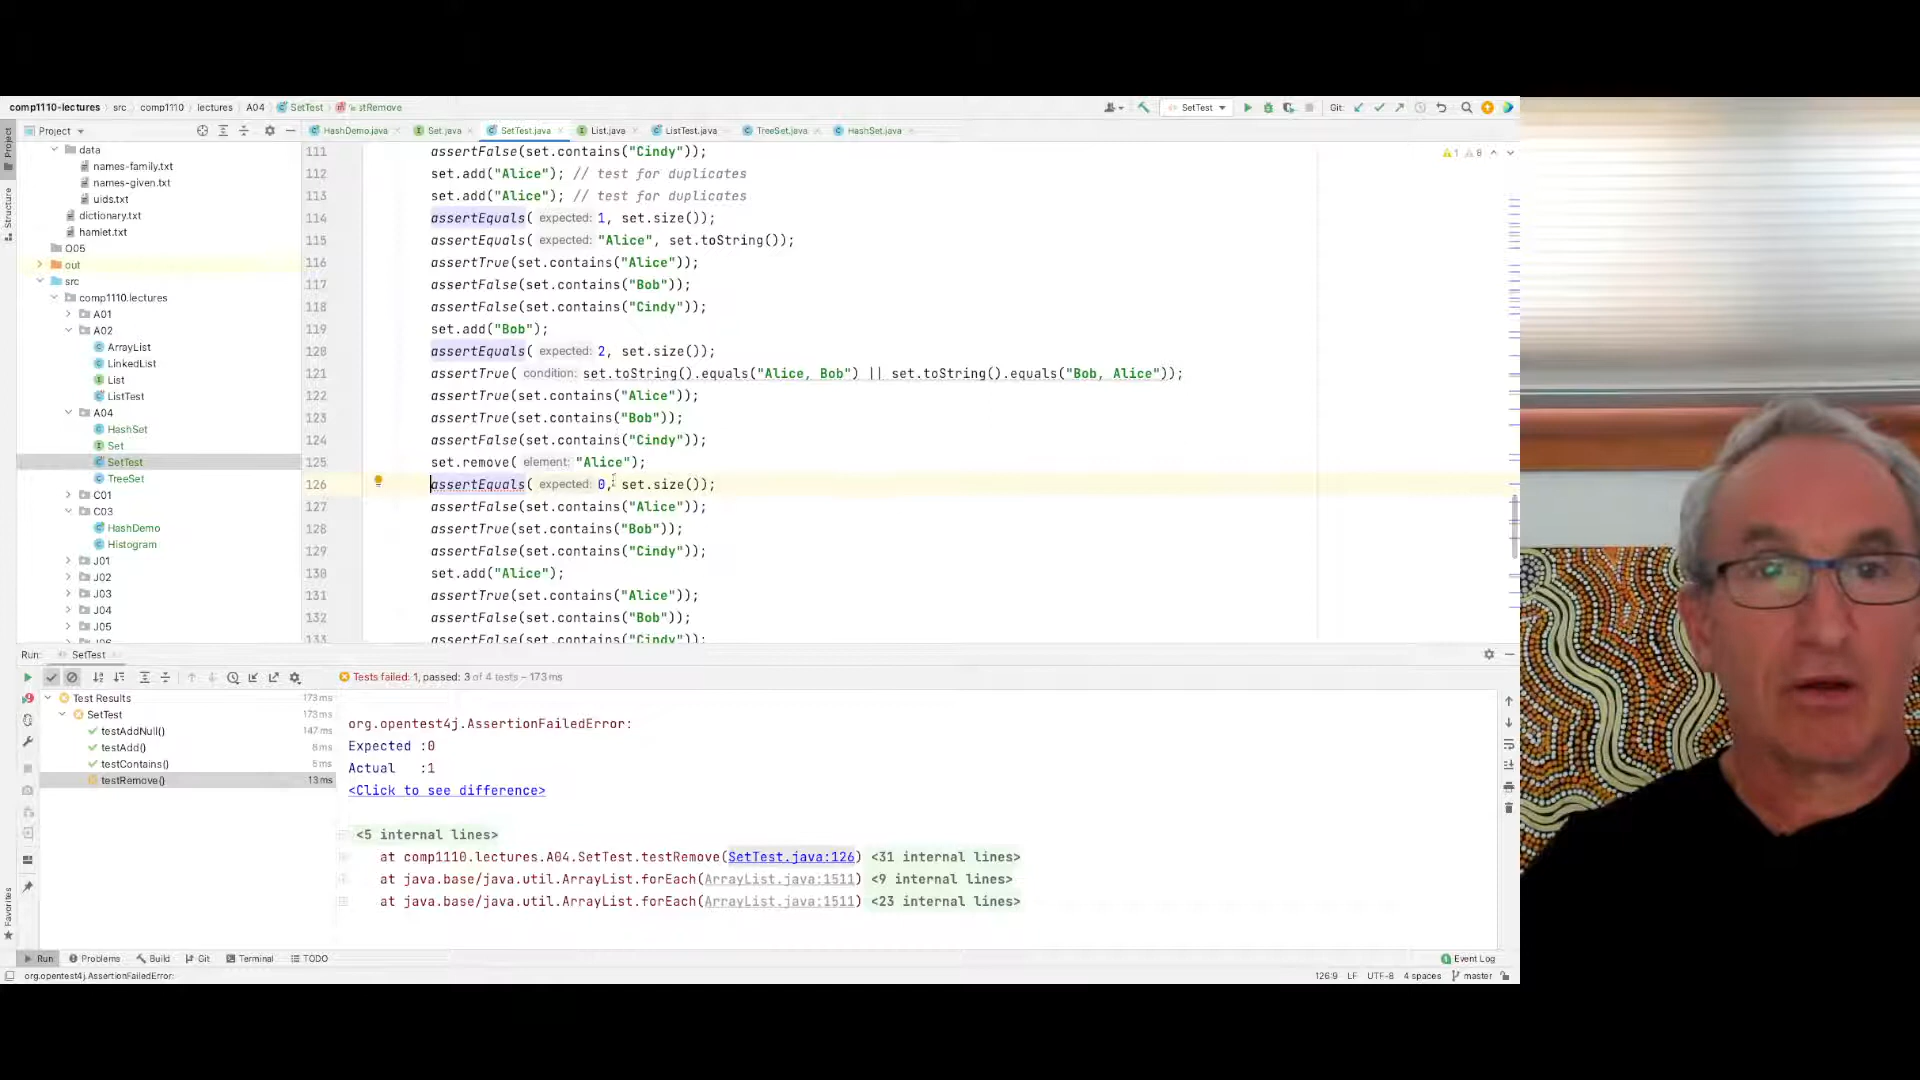 comp1110-lectures src comp1110 lectures A04 SetTest testRemove SetTest Git:
Project HashDemo.java Set.java SetTest.java List.java ListTest.java TreeSet.java HashSet.java
Project
Structure
Favorites
data
names-family.txt
names-given.txt
uids.txt
dictionary.txt
hamlet.txt
O05
out
src
comp1110.lectures
A01
A02
ArrayList
LinkedList
List
ListTest
A04
HashSet
Set
SetTest
TreeSet
C01
C03
HashDemo
Histogram
J01
J02
J03
J04
J05
J06
1 8
111 assertFalse(set.contains("Cindy"));
112 set.add("Alice"); // test for duplicates
113 set.add("Alice"); // test for duplicates
114 assertEquals( expected: 1, set.size());
115 assertEquals( expected: "Alice", set.toString());
116 assertTrue(set.contains("Alice"));
117 assertFalse(set.contains("Bob"));
118 assertFalse(set.contains("Cindy"));
119 set.add("Bob");
120 assertEquals( expected: 2, set.size());
121 assertTrue( condition: set.toString().equals("Alice, Bob") || set.toString().equals("Bob, Alice"));
122 assertTrue(set.contains("Alice"));
123 assertTrue(set.contains("Bob"));
124 assertFalse(set.contains("Cindy"));
125 set.remove( element: "Alice");
126 assertEquals( expected: 0, set.size());
127 assertFalse(set.contains("Alice"));
128 assertTrue(set.contains("Bob"));
129 assertFalse(set.contains("Cindy"));
130 set.add("Alice");
131 assertTrue(set.contains("Alice"));
132 assertFalse(set.contains("Bob"));
133 assertFalse(set.contains("Cindy"));
Run: SetTest
Tests failed: 1, passed: 3 of 4 tests – 173 ms
Test Results 173 ms
SetTest 173 ms
testAddNull() 147 ms
testAdd() 8 ms
testContains() 5 ms
testRemove() 13 ms
org.opentest4j.AssertionFailedError:
Expected :0
Actual :1
<Click to see difference>
<5 internal lines>
at comp1110.lectures.A04.SetTest.testRemove(SetTest.java:126) <31 internal lines>
at java.base/java.util.ArrayList.forEach(ArrayList.java:1511) <9 internal lines>
at java.base/java.util.ArrayList.forEach(ArrayList.java:1511) <23 internal lines>
Run Problems Build Git Terminal TODO Event Log
org.opentest4j.AssertionFailedError: 126:9 LF UTF-8 4 spaces master